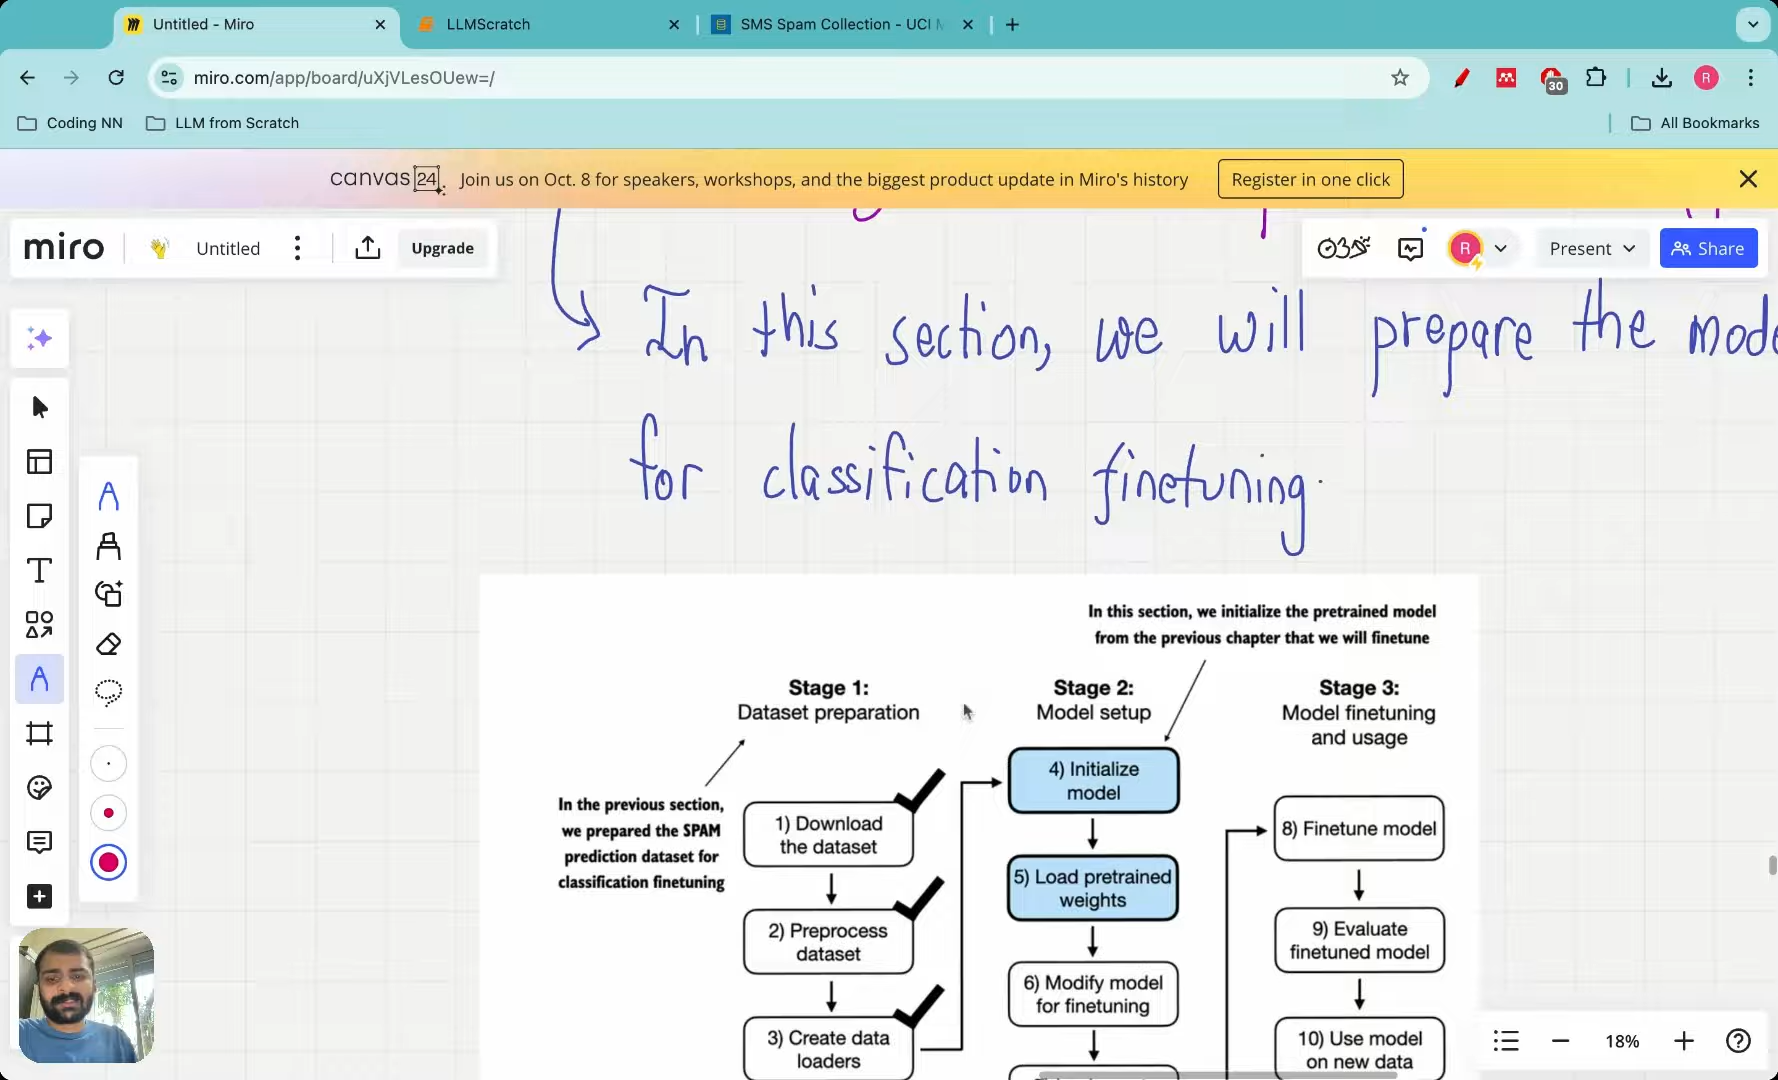 Untitled - Miro
LLMScratch
SMS Spam Collection - UCI
miro.com/app/board/uXjVLesOUew=/
30
R
Coding NN
LLM from Scratch
All Bookmarks
canvas 24 Join us on Oct. 8 for speakers, workshops, and the biggest product update in Miro's history
Register in one click
miro
Untitled
Upgrade
R
Present
Share
In this section, we will prepare the mode
for classification finetuning.
In this section, we initialize the pretrained model
from the previous chapter that we will finetune
Stage 1:
Dataset preparation
Stage 2:
Model setup
Stage 3:
Model finetuning
and usage
In the previous section,
we prepared the SPAM
prediction dataset for
classification finetuning
1) Download
the dataset
2) Preprocess
dataset
3) Create data
loaders
4) Initialize
model
5) Load pretrained
weights
6) Modify model
for finetuning
8) Finetune model
9) Evaluate
finetuned model
10) Use model
on new data
18%